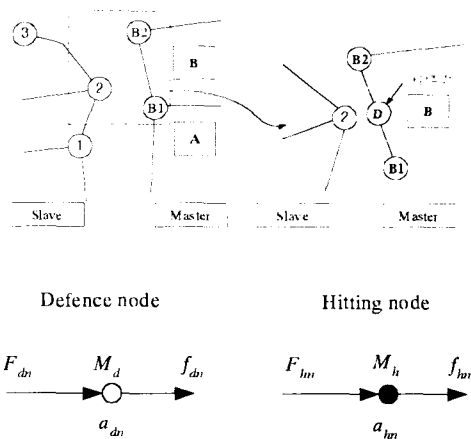 3
B2
B
2
B1
A
1
Slave
Master
B2
B
2
D
B1
Slave
Master
Defence node
Hitting node
F_dn M_d f_dn
a_dn
F_hn M_h f_hn
a_hn